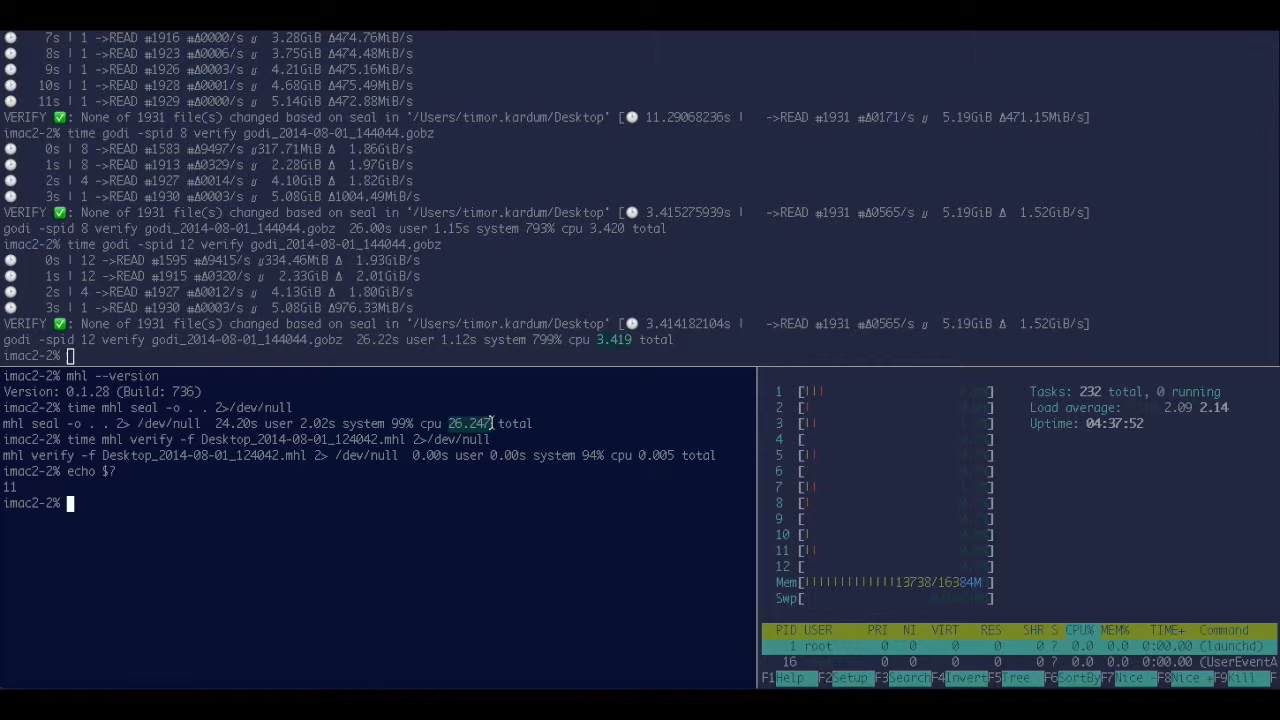 7s | 1 ->READ #1916 #Δ0000/s ⫽ 3.28GiB Δ474.76MiB/s
8s | 1 ->READ #1923 #Δ0006/s ⫽ 3.75GiB Δ474.48MiB/s
9s | 1 ->READ #1926 #Δ0003/s ⫽ 4.21GiB Δ475.16MiB/s
10s | 1 ->READ #1928 #Δ0001/s ⫽ 4.68GiB Δ475.49MiB/s
11s | 1 ->READ #1929 #Δ0000/s ⫽ 5.14GiB Δ472.88MiB/s
VERIFY ✅: None of 1931 file(s) changed based on seal in '/Users/timor.kardum/Desktop' [🕒 11.29068236s | ->READ #1931 #Δ0171/s ⫽ 5.19GiB Δ471.15MiB/s]
imac2-2% time godi -spid 8 verify godi_2014-08-01_144044.gobz
0s | 8 ->READ #1583 #Δ9497/s ⫽317.71MiB Δ 1.86GiB/s
1s | 8 ->READ #1913 #Δ0329/s ⫽ 2.28GiB Δ 1.97GiB/s
2s | 4 ->READ #1927 #Δ0014/s ⫽ 4.10GiB Δ 1.82GiB/s
3s | 1 ->READ #1930 #Δ0003/s ⫽ 5.08GiB Δ1004.49MiB/s
VERIFY ✅: None of 1931 file(s) changed based on seal in '/Users/timor.kardum/Desktop' [🕒 3.415275939s | ->READ #1931 #Δ0565/s ⫽ 5.19GiB Δ 1.52GiB/s]
godi -spid 8 verify godi_2014-08-01_144044.gobz 26.00s user 1.15s system 793% cpu 3.420 total
imac2-2% time godi -spid 12 verify godi_2014-08-01_144044.gobz
0s | 12 ->READ #1595 #Δ9415/s ⫽334.46MiB Δ 1.93GiB/s
1s | 12 ->READ #1915 #Δ0320/s ⫽ 2.33GiB Δ 2.01GiB/s
2s | 4 ->READ #1927 #Δ0012/s ⫽ 4.13GiB Δ 1.80GiB/s
3s | 1 ->READ #1930 #Δ0003/s ⫽ 5.08GiB Δ976.33MiB/s
VERIFY ✅: None of 1931 file(s) changed based on seal in '/Users/timor.kardum/Desktop' [🕒 3.414182104s | ->READ #1931 #Δ0565/s ⫽ 5.19GiB Δ 1.52GiB/s]
godi -spid 12 verify godi_2014-08-01_144044.gobz 26.22s user 1.12s system 799% cpu 3.419 total
imac2-2%
imac2-2% mhl --version
Version: 0.1.28 (Build: 736)
imac2-2% time mhl seal -o . . 2>/dev/null
mhl seal -o . . 2> /dev/null 24.20s user 2.02s system 99% cpu 26.247 total
imac2-2% time mhl verify -f Desktop_2014-08-01_124042.mhl 2>/dev/null
mhl verify -f Desktop_2014-08-01_124042.mhl 2> /dev/null 0.00s user 0.00s system 94% cpu 0.005 total
imac2-2% echo $?
11
imac2-2%
1 [||| ]
2 [| ]
3 [|| ]
4 [ ]
5 [|| ]
6 [ ]
7 [|| ]
8 [| ]
9 [ ]
10 [| ]
11 [|| ]
12 [ ]
Mem[||||||||||||13738/16384M ]
Swp[ ]
Tasks: 232 total, 0 running
Load average: 2.09 2.14
Uptime: 04:37:52
PID USER PRI NI VIRT RES SHR S CPU% MEM% TIME+ Command
1 root 0 0 0 0 0 ? 0.0 0.0 0:00.00 (launchd)
16 0 0 0 0 0 ? 0.0 0.0 0:00.00 (UserEventA
F1Help F2Setup F3SearchF4InvertF5Tree F6SortByF7Nice -F8Nice +F9Kill F